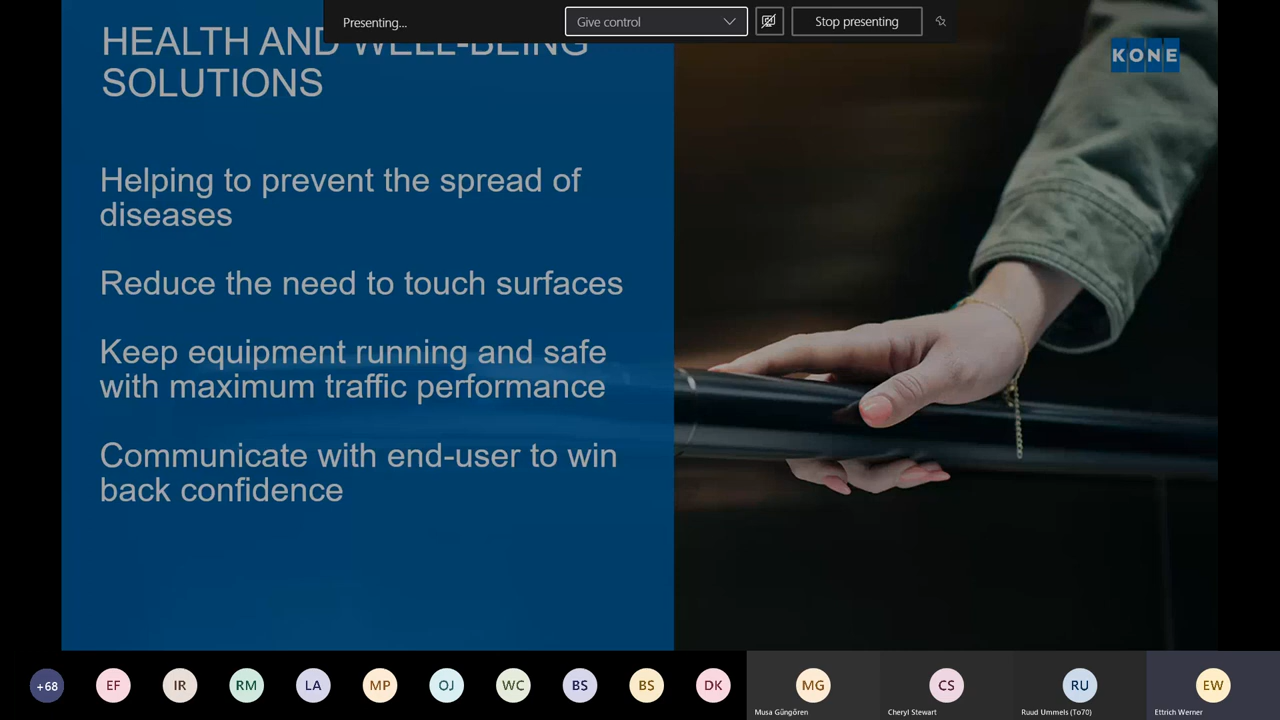 Presenting...
Give control
Stop presenting
HEALTH AND WELL-BEING
SOLUTIONS
KONE
Helping to prevent the spread of
diseases
Reduce the need to touch surfaces
Keep equipment running and safe
with maximum traffic performance
Communicate with end-user to win
back confidence
+68
EF
IR
RM
LA
MP
OJ
WC
BS
BS
DK
MG
CS
RU
EW
Musa Güngören
Cheryl Stewart
Ruud Ummels (To70)
Ettrich Werner